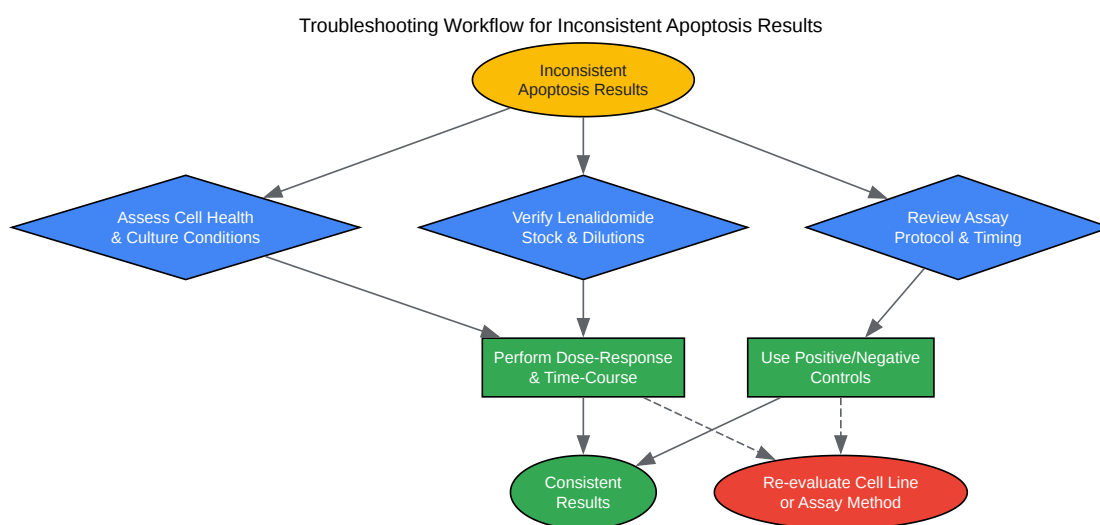 Troubleshooting Workflow for Inconsistent Apoptosis Results
Inconsistent
Apoptosis Results
Assess Cell Health
& Culture Conditions
Verify Lenalidomide
Stock & Dilutions
Review Assay
Protocol & Timing
Perform Dose-Response
& Time-Course
Use Positive/Negative
Controls
Consistent
Results
Re-evaluate Cell Line
or Assay Method